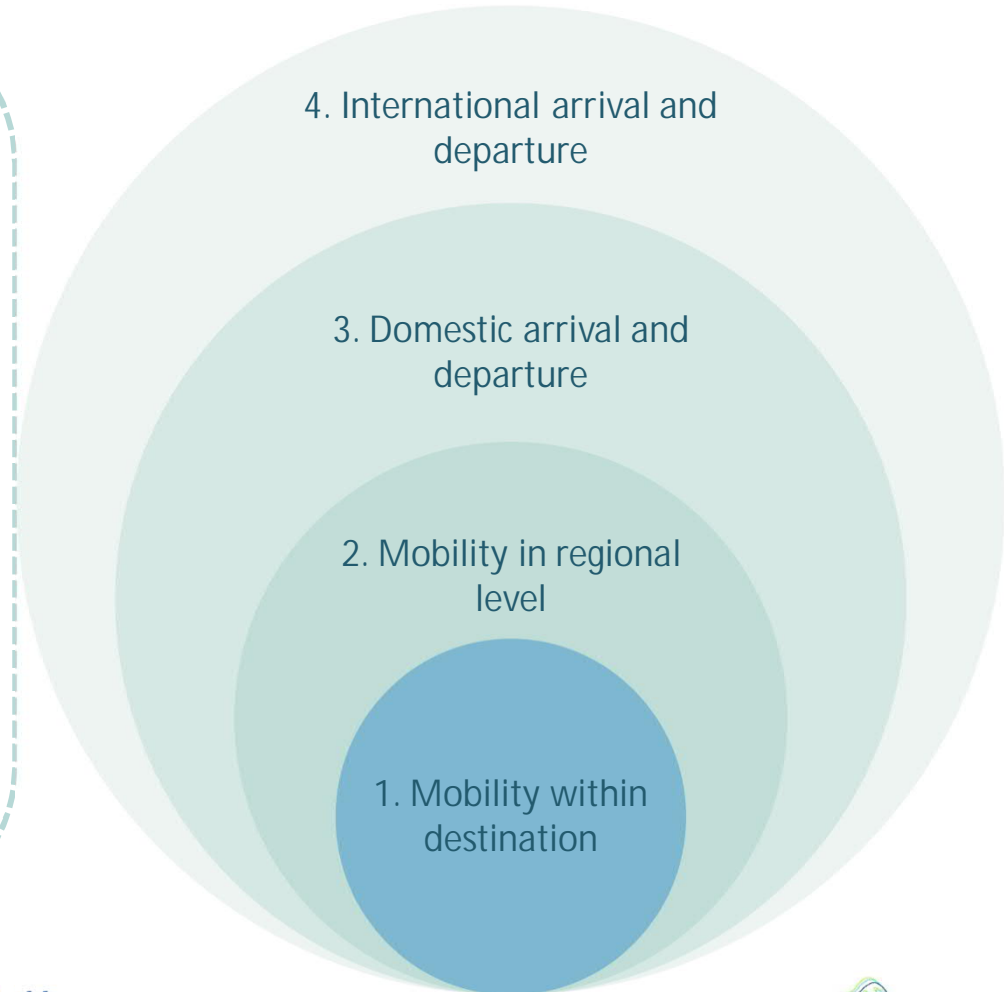 4. International arrival and
departure
3. Domestic arrival and
departure
2. Mobility in regional
level
1. Mobility within
destination